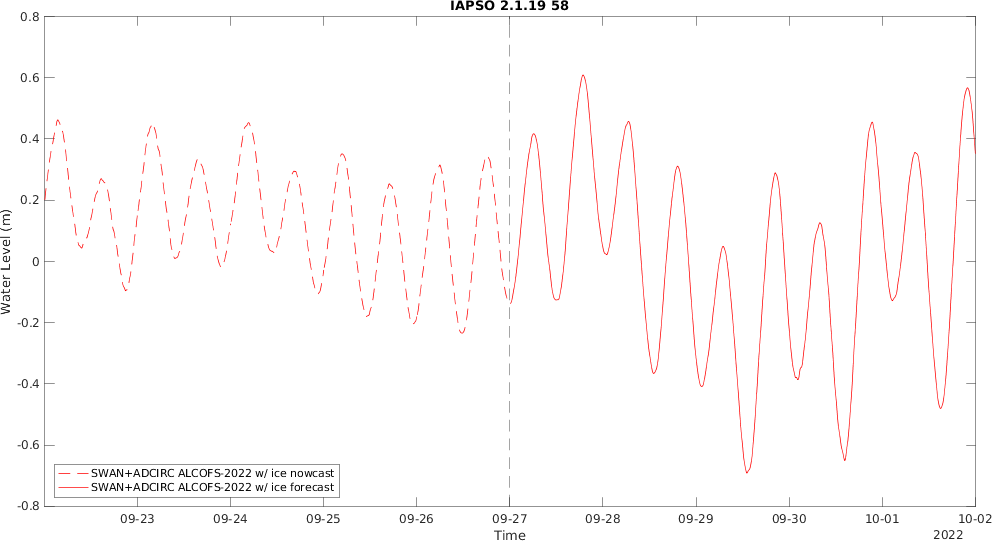 IAPSO 2.1.19 58
Water Level (m)
0.8
0.6
0.4
0.2
0
-0.2
-0.4
-0.6
-0.8
SWAN+ADCIRC ALCOFS-2022 w/ ice nowcast
SWAN+ADCIRC ALCOFS-2022 w/ ice forecast
09-23 09-24 09-25 09-26 09-27 09-28 09-29 09-30 10-01 10-02
Time
2022